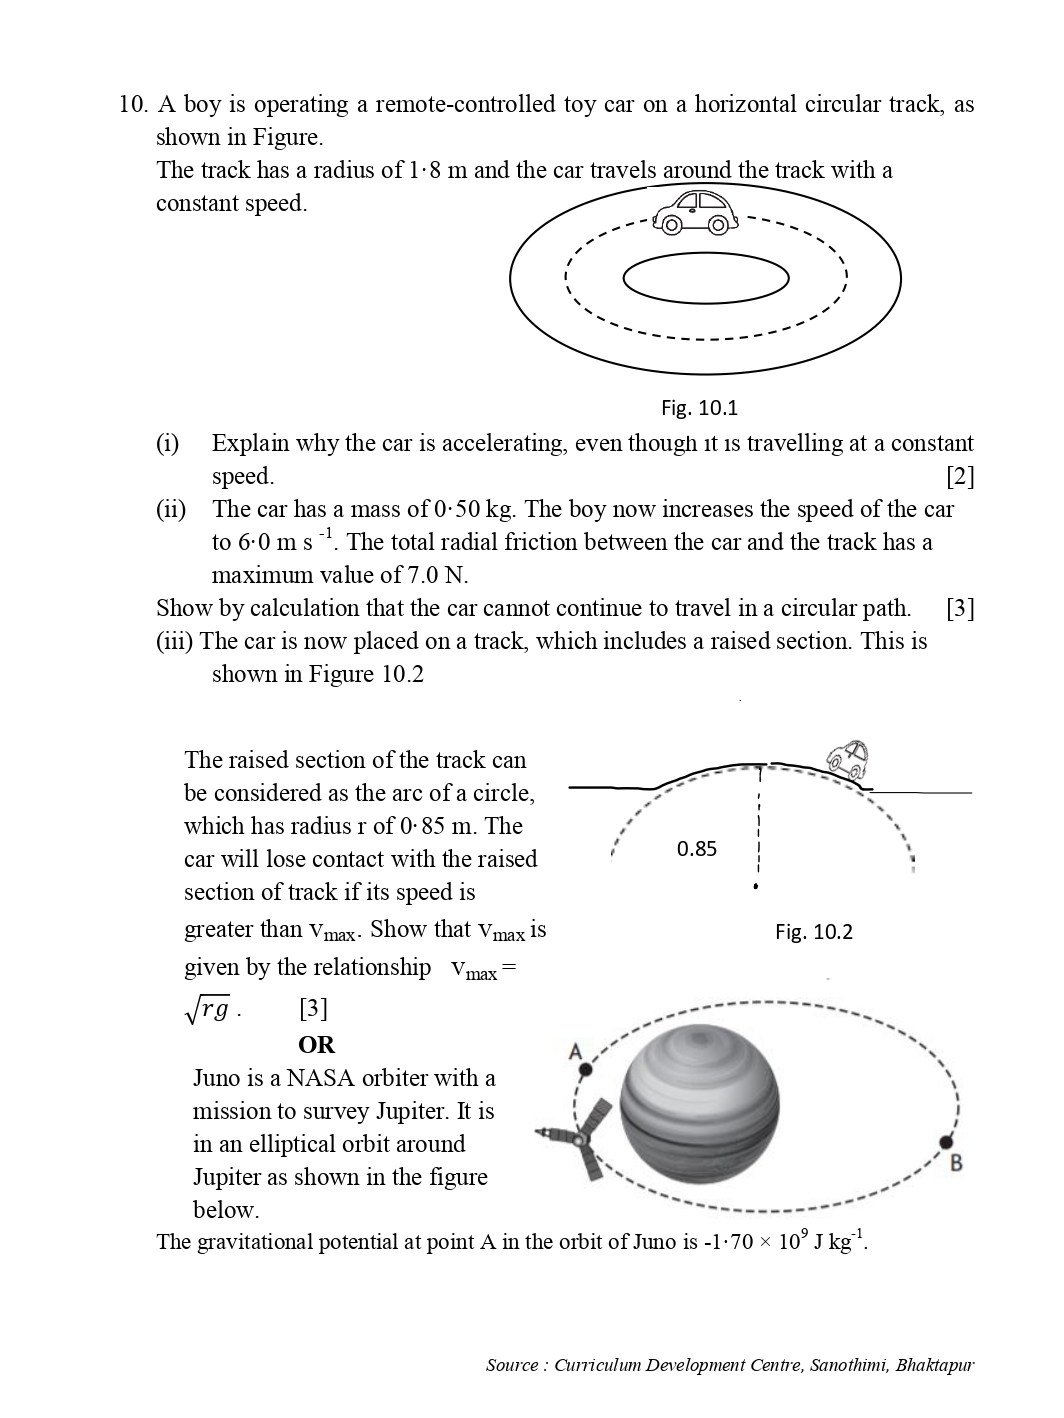 10. A boy is operating a remote-controlled toy car on a horizontal circular track, as
shown in Figure.
The track has a radius of 1·8 m and the car travels around the track with a
constant speed.
Fig. 10.1
(i) Explain why the car is accelerating, even though it is travelling at a constant
speed. [2]
(ii) The car has a mass of 0·50 kg. The boy now increases the speed of the car
to 6·0 m s ⁻¹. The total radial friction between the car and the track has a
maximum value of 7.0 N.
Show by calculation that the car cannot continue to travel in a circular path. [3]
(iii) The car is now placed on a track, which includes a raised section. This is
shown in Figure 10.2
The raised section of the track can
be considered as the arc of a circle,
which has radius r of 0·85 m. The
car will lose contact with the raised
section of track if its speed is
greater than vmax. Show that vmax is
given by the relationship vmax =
√rg . [3]
0.85
Fig. 10.2
OR
Juno is a NASA orbiter with a
mission to survey Jupiter. It is
in an elliptical orbit around
Jupiter as shown in the figure
below.
A
B
The gravitational potential at point A in the orbit of Juno is -1·70 × 10⁹ J kg⁻¹.
Source : Curriculum Development Centre, Sanothimi, Bhaktapur